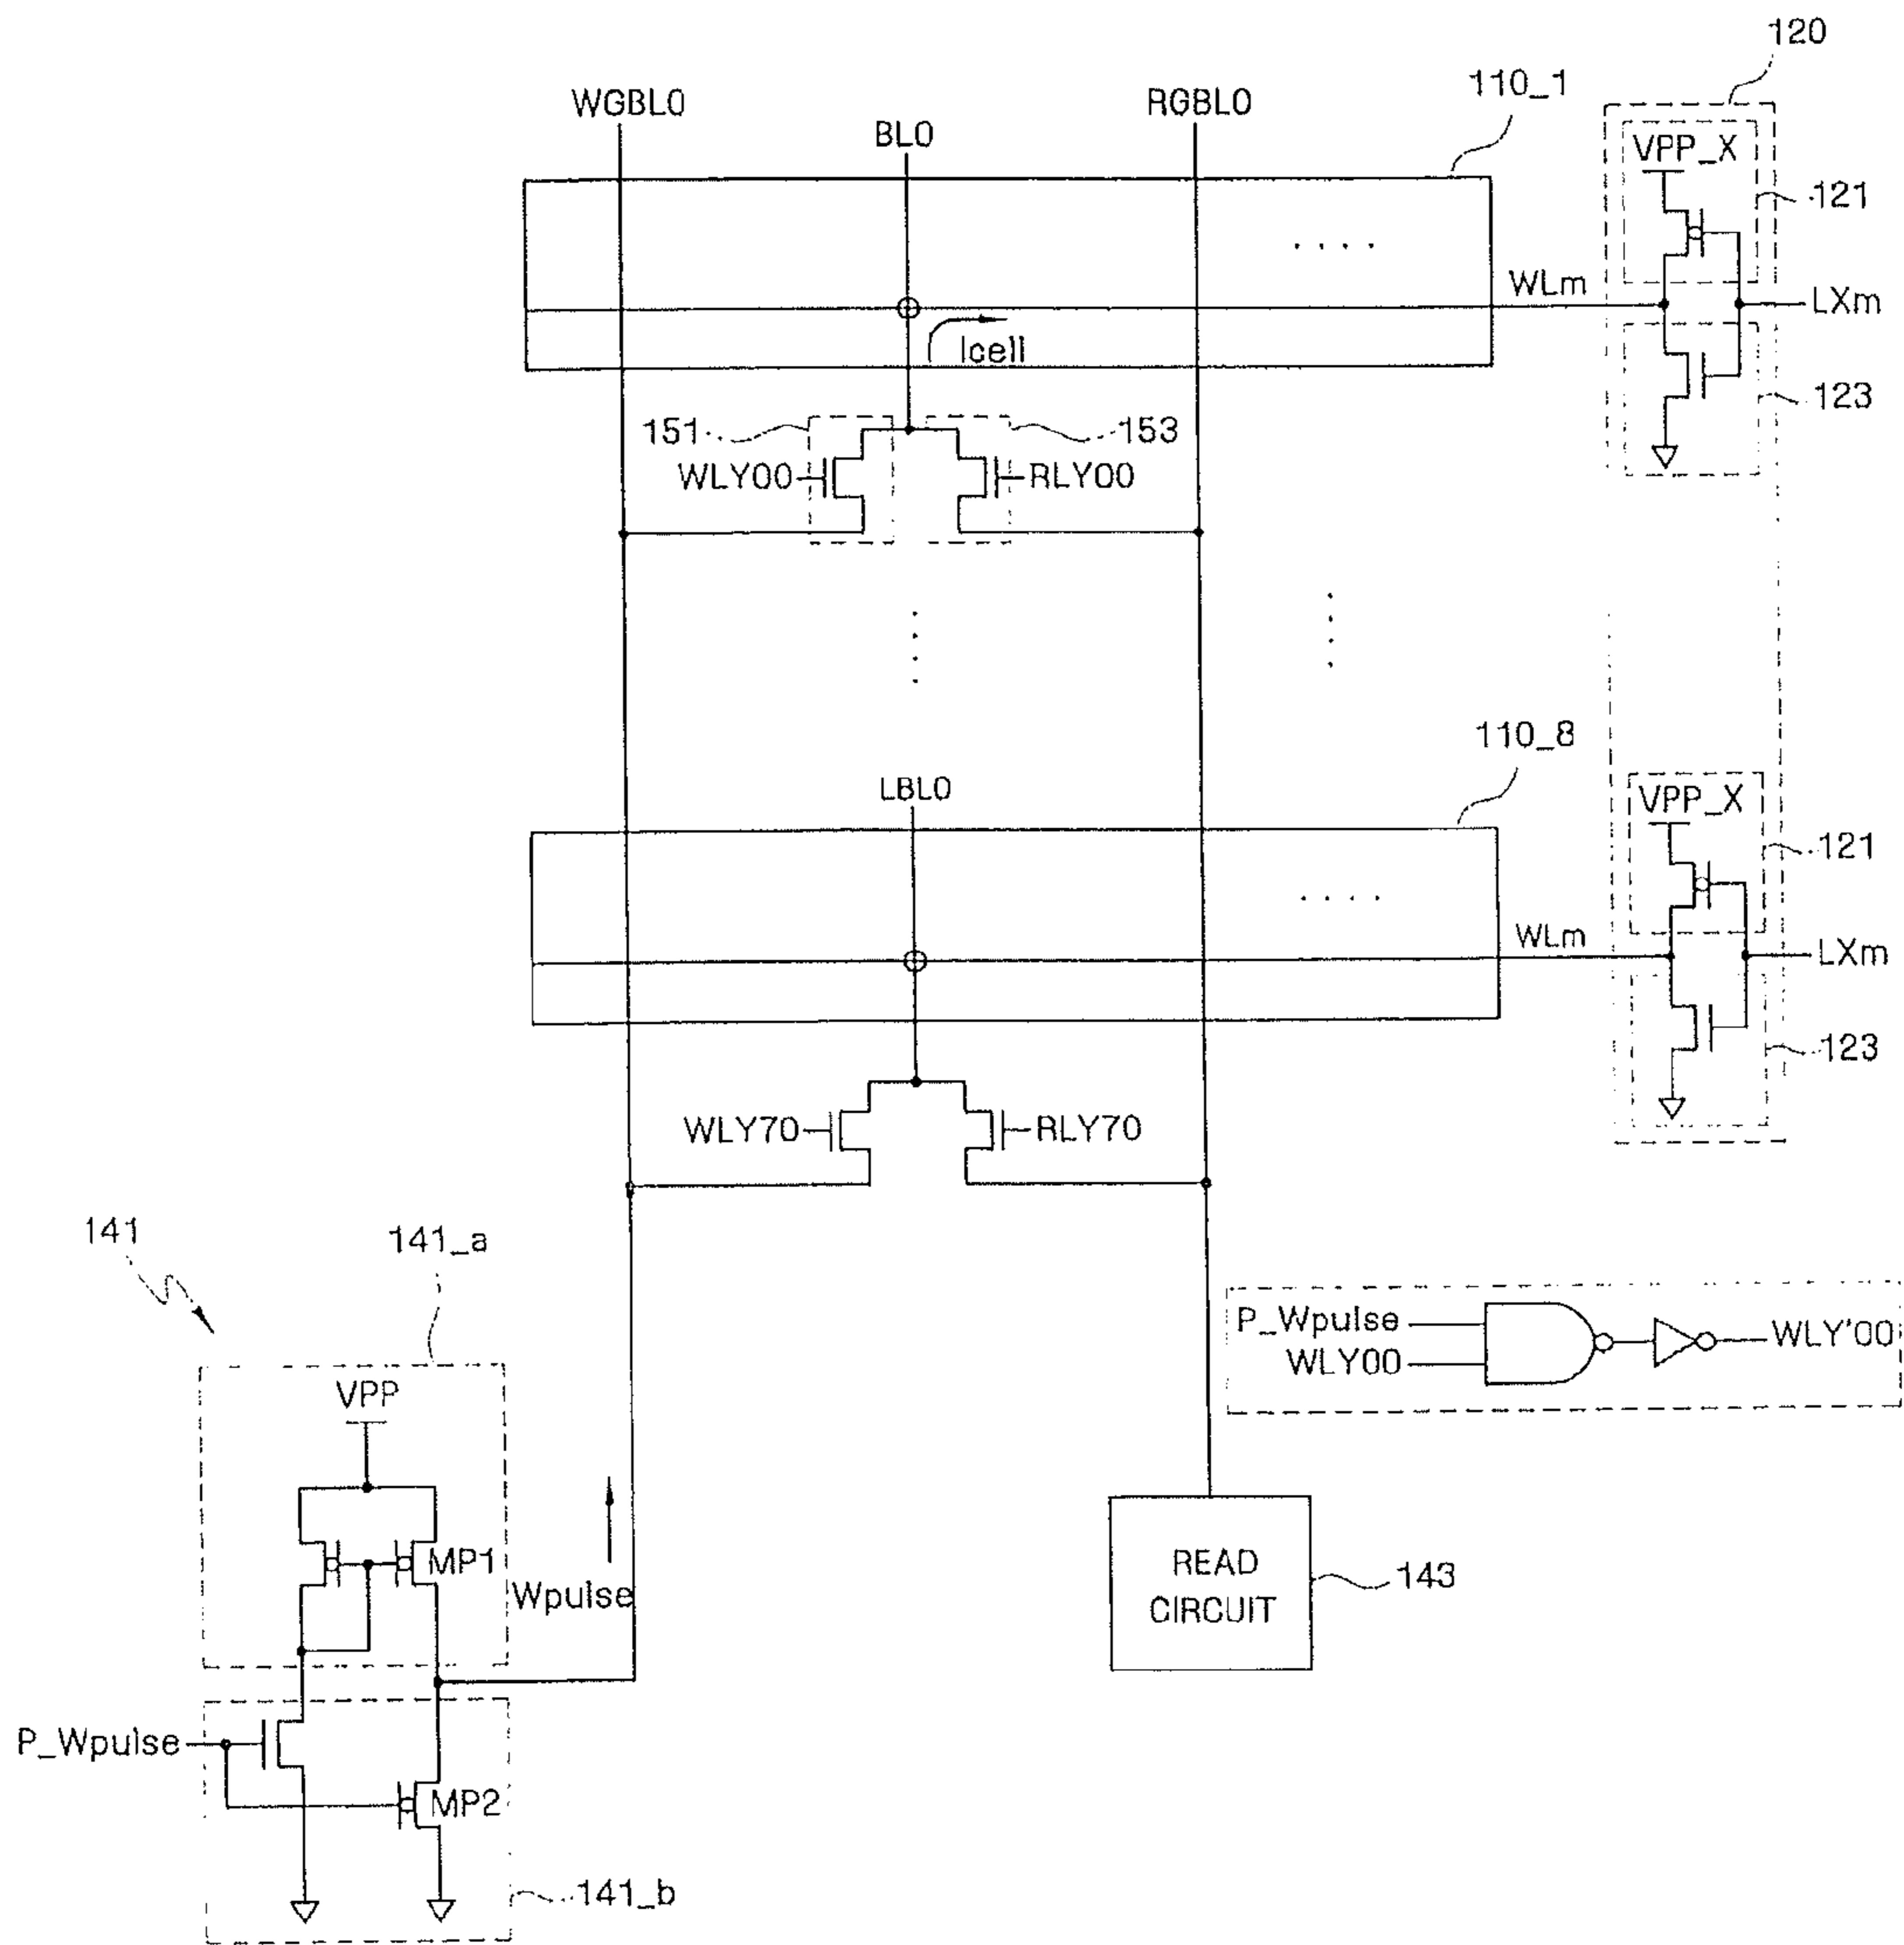 120
110_1
WGBL0
RGBL0
BL0
VPP_X
121
WLm
LXm
Icell
123
151
153
WLY00
RLY00
110_8
LBL0
VPP_X
121
WLm
LXm
123
WLY70
RLY70
141
141_a
P_Wpulse
WLY00
WLY'00
VPP
MP1
Wpulse
READ
CIRCUIT
143
P_Wpulse
MP2
141_b